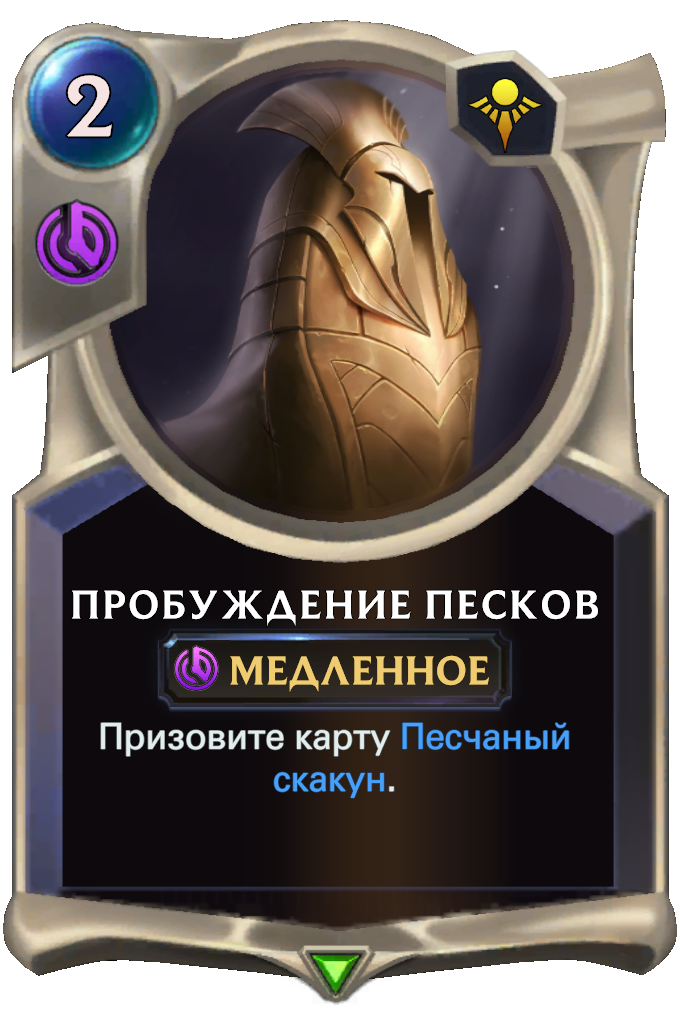 2
ПРОБУЖДЕНИЕ ПЕСКОВ
МЕДЛЕННОЕ
Призовите карту Песчаный
скакун.